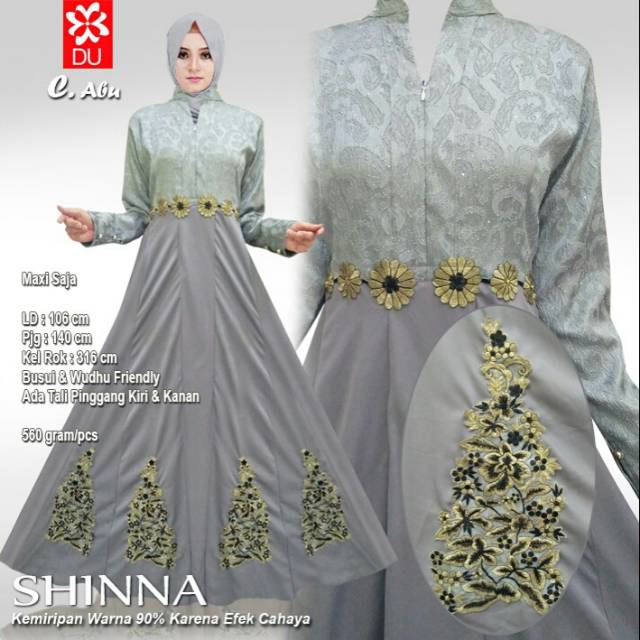 DU
C. Abu
Maxi Saja
LD : 106 cm
Pjg : 140 cm
Kel Rok : 316 cm
Busui & Wudhu Friendly
Ada Tali Pinggang Kiri & Kanan
560 gram/pcs
SHINNA
Kemiripan Warna 90% Karena Efek Cahaya